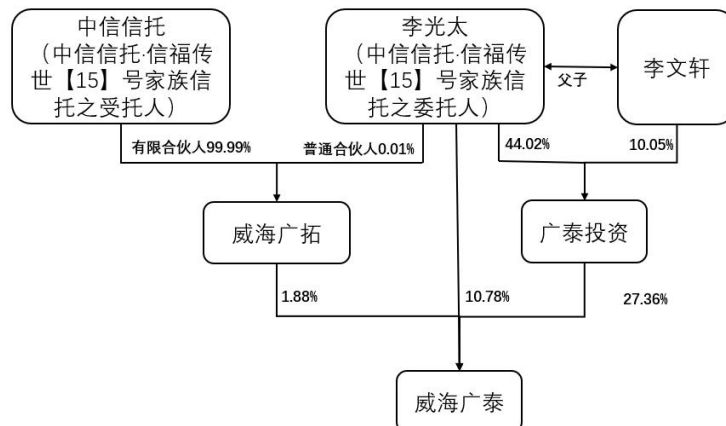 中信信托
（中信信托·信福传
世【15】号家族信
托之受托人）
李光太
（中信信托·信福传
世【15】号家族信
托之委托人）
李文轩
父子
有限合伙人99.99%
普通合伙人0.01%
44.02%
10.05%
威海广拓
广泰投资
1.88%
10.78%
27.36%
威海广泰